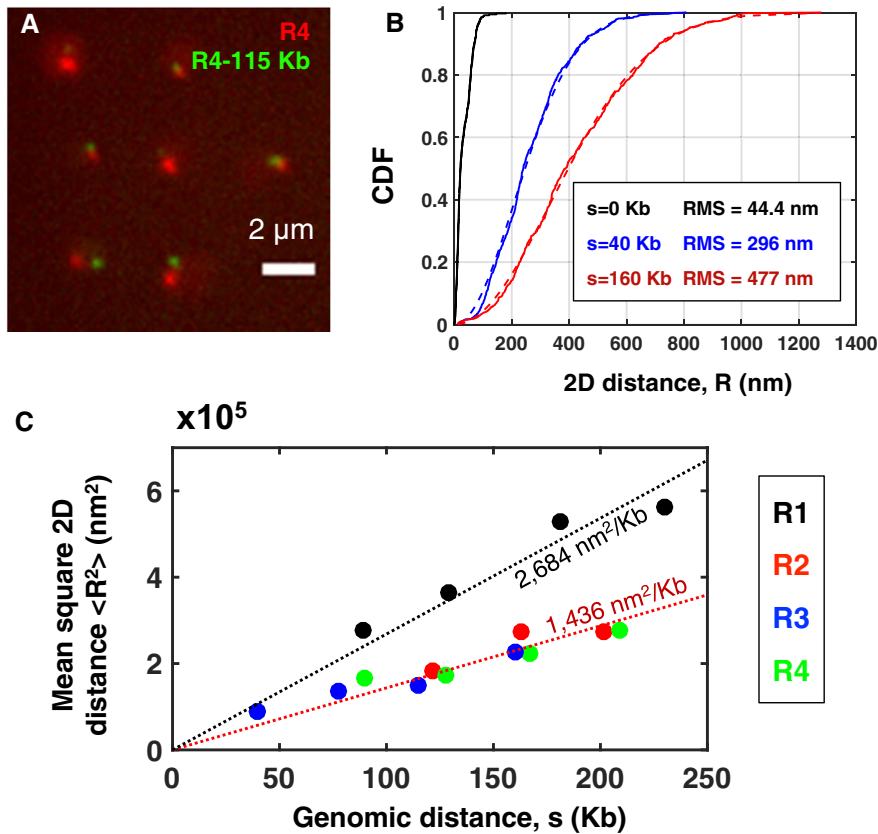 A
R4
R4-115 Kb
2 μm
B
CDF
1
0.8
0.6
0.4
0.2
0
s=0 Kb RMS = 44.4 nm
s=40 Kb RMS = 296 nm
s=160 Kb RMS = 477 nm
0 200 400 600 800 1000 1200 1400
2D distance, R (nm)
C
x10⁵
Mean square 2D
distance <R²> (nm²)
6
4
2
0
2,684 nm²/Kb
1,436 nm²/Kb
0 50 100 150 200 250
Genomic distance, s (Kb)
R1
R2
R3
R4